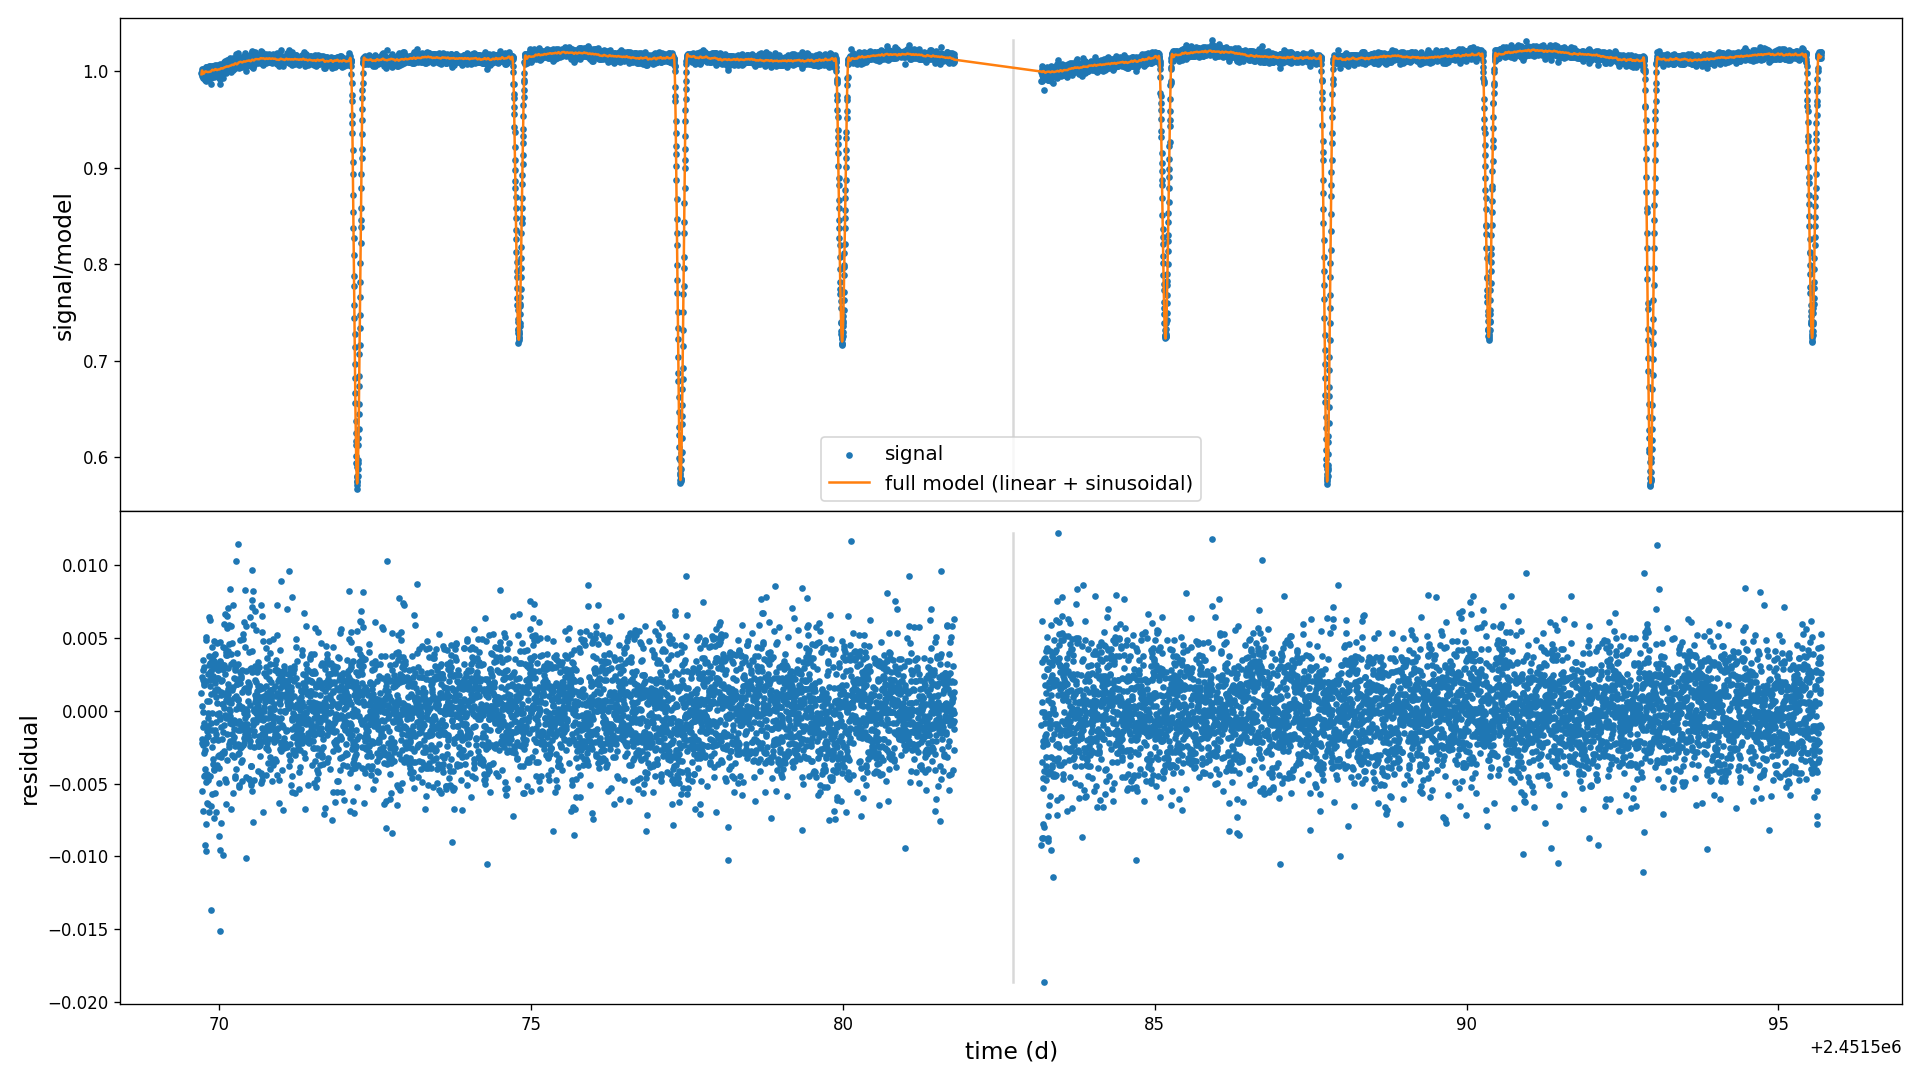 1.0
0.9
0.8
0.7
0.6
signal/model
signal
full model (linear + sinusoidal)
0.010
0.005
0.000
−0.005
−0.010
−0.015
−0.020
residual
70 75 80 85 90 95
time (d)
+2.4515e6